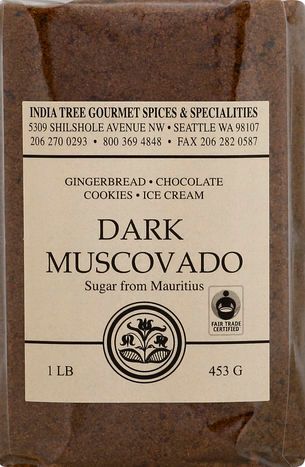 INDIA TREE GOURMET SPICES & SPECIALITIES
5309 SHILSHOLE AVENUE NW • SEATTLE WA 98107
206 270 0293 • 800 369 4848 • FAX 206 282 0587
GINGERBREAD • CHOCOLATE
COOKIES • ICE CREAM
DARK
MUSCOVADO
Sugar from Mauritius
FAIR TRADE
CERTIFIED
1 LB 453 G